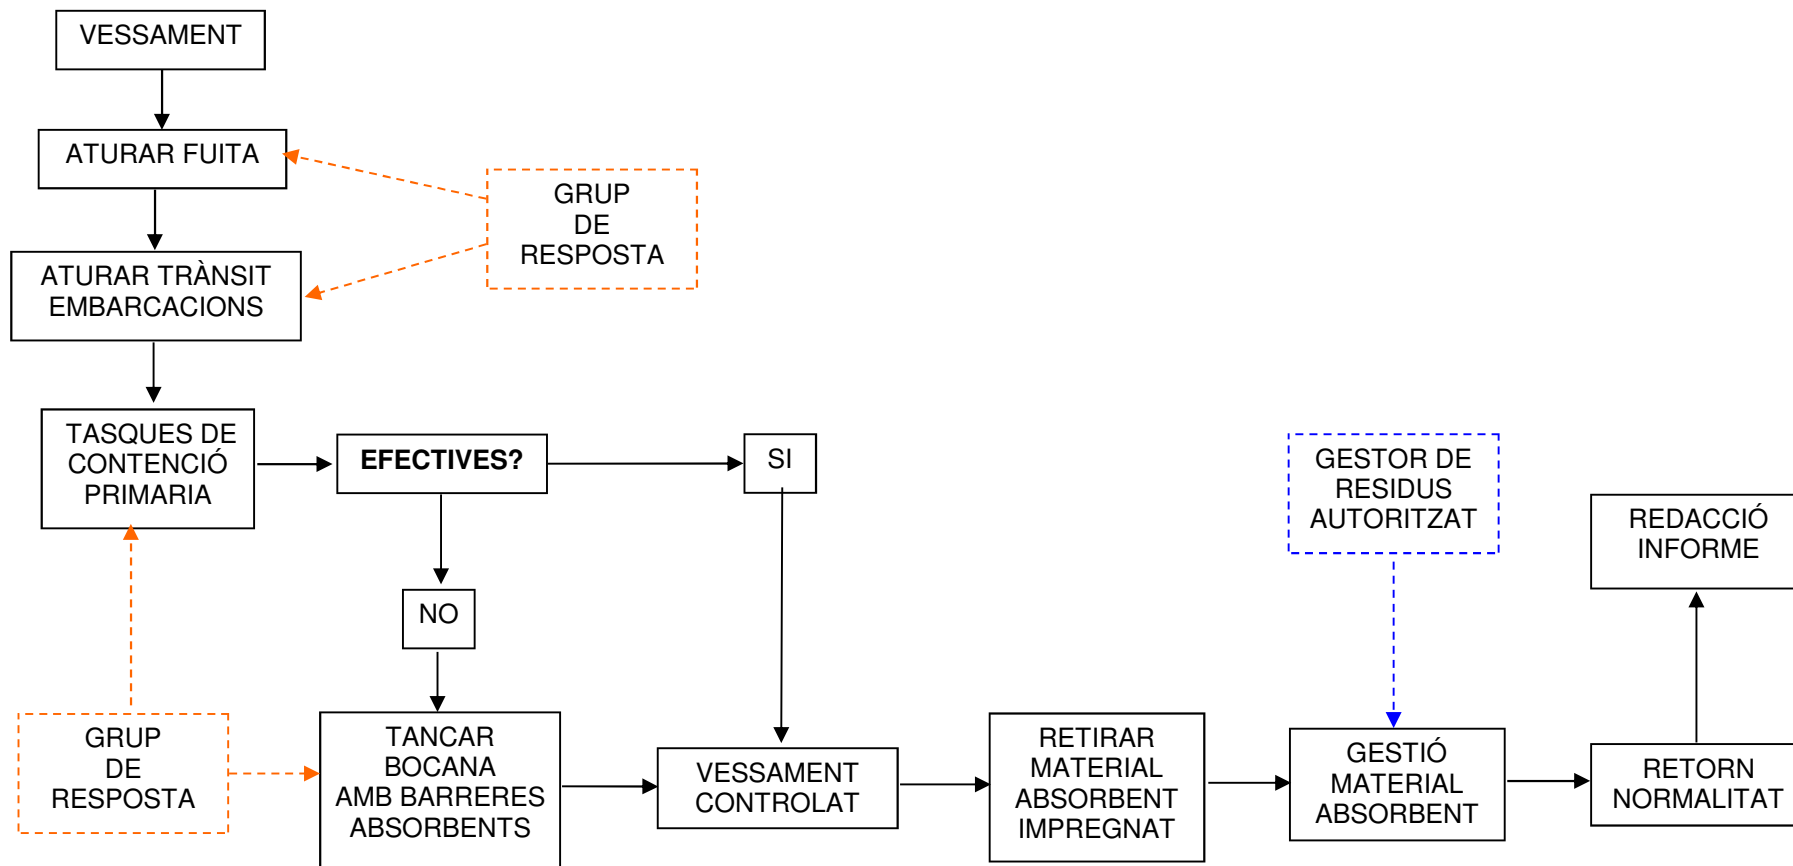 VESSAMENT
ATURAR FUITA
GRUP
DE
RESPOSTA
ATURAR TRÀNSIT
EMBARCACIONS
TASQUES DE
CONTENCIÓ
PRIMARIA
EFECTIVES?
SI
NO
GESTOR DE
RESIDUS
AUTORITZAT
REDACCIÓ
INFORME
GRUP
DE
RESPOSTA
TANCAR
BOCANA
AMB BARRERES
ABSORBENTS
VESSAMENT
CONTROLAT
RETIRAR
MATERIAL
ABSORBENT
IMPREGNAT
GESTIÓ
MATERIAL
ABSORBENT
RETORN
NORMALITAT